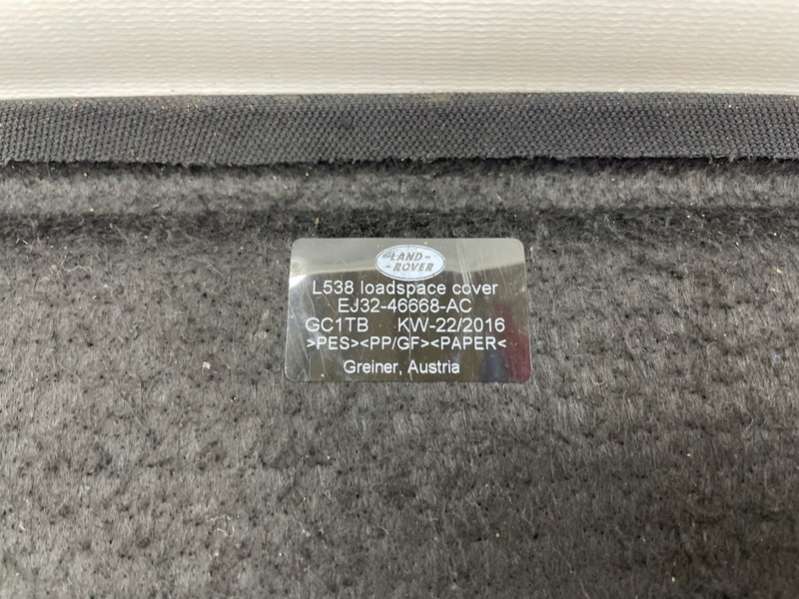 LAND-
-ROVER
L538 loadspace cover
EJ32-46668-AC
GC1TB KW-22/2016
>PES><PP/GF><PAPER<
Greiner, Austria